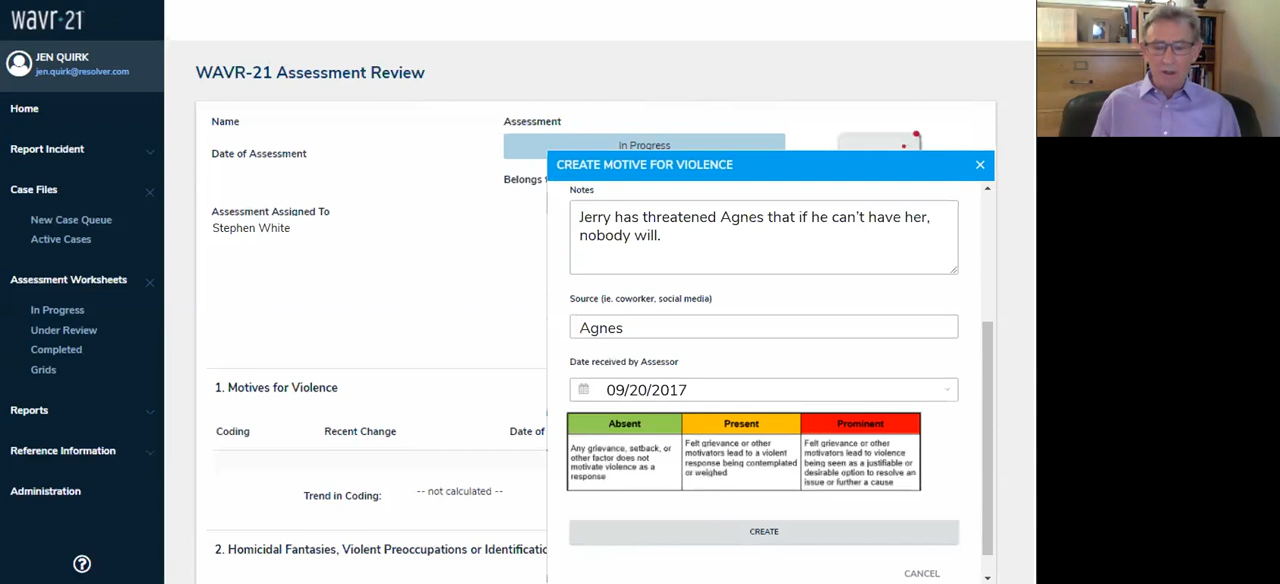 wavr-21
JEN QUIRK
jen.quirk@resolver.com
Home
Report Incident
Case Files
New Case Queue
Active Cases
Assessment Worksheets
In Progress
Under Review
Completed
Grids
Reports
Reference Information
Administration
?
WAVR-21 Assessment Review
Name
Assessment
In Progress
Date of Assessment
Belongs t
Assessment Assigned To
Stephen White
1. Motives for Violence
Coding Recent Change Date of
Trend in Coding: -- not calculated --
2. Homicidal Fantasies, Violent Preoccupations or Identificatio
CREATE MOTIVE FOR VIOLENCE
Notes
Jerry has threatened Agnes that if he can't have her,
nobody will.
Source (ie. coworker, social media)
Agnes
Date received by Assessor
09/20/2017
Absent Present Prominent
Any grievance, setback, or
other factor does not
motivate violence as a
response
Felt grievance or other
motivators lead to a violent
response being contemplated
or weighed
Felt grievance or other
motivators lead to violence
being seen as a justifiable or
desirable option to resolve an
issue or further a cause
CREATE
CANCEL